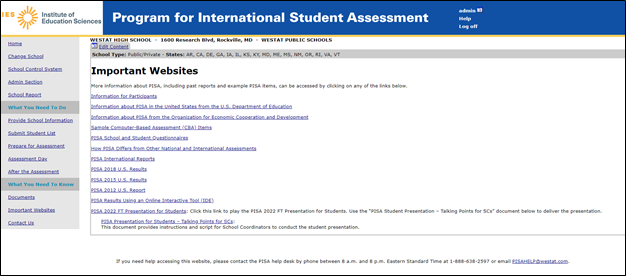 IES Institute of
Education Sciences
Program for International Student Assessment
admin
Help
Log off
Home
Change School
School Control System
Admin Section
School Report
What You Need To Do
Provide School Information
Submit Student List
Prepare for Assessment
Assessment Day
After the Assessment
What You Need To Know
Documents
Important Websites
Contact Us
WESTAT HIGH SCHOOL - 1600 Research Blvd, Rockville, MD - WESTAT PUBLIC SCHOOLS
Edit Content
School Type: Public/Private - States: AR, CA, DE, GA, IA, IL, KS, KY, MD, ME, MS, NM, OR, RI, VA, VT
Important Websites
More information about PISA, including past reports and example PISA items, can be accessed by clicking on any of the links below.
Information for Participants
Information about PISA in the United States from the U.S. Department of Education
Information about PISA from the Organization for Economic Cooperation and Development
Sample Computer-Based Assessment (CBA) Items
PISA School and Student Questionnaires
How PISA Differs from Other National and International Assessments
PISA International Reports
PISA 2018 U.S. Results
PISA 2015 U.S. Results
PISA 2012 U.S. Report
PISA Results Using an Online Interactive Tool (IDE)
PISA 2022 FT Presentation for Students: Click this link to play the PISA 2022 FT Presentation for Students. Use the "PISA Student Presentation – Talking Points for SCs" document below to deliver the presentation.
PISA Presentation for Students – Talking Points for SCs:
This document provides instructions and script for School Coordinators to conduct the student presentation.
If you need help accessing this website, please contact the PISA help desk by phone between 8 a.m. and 8 p.m. Eastern Standard Time at 1-888-638-2597 or email PISAHELP@westat.com.